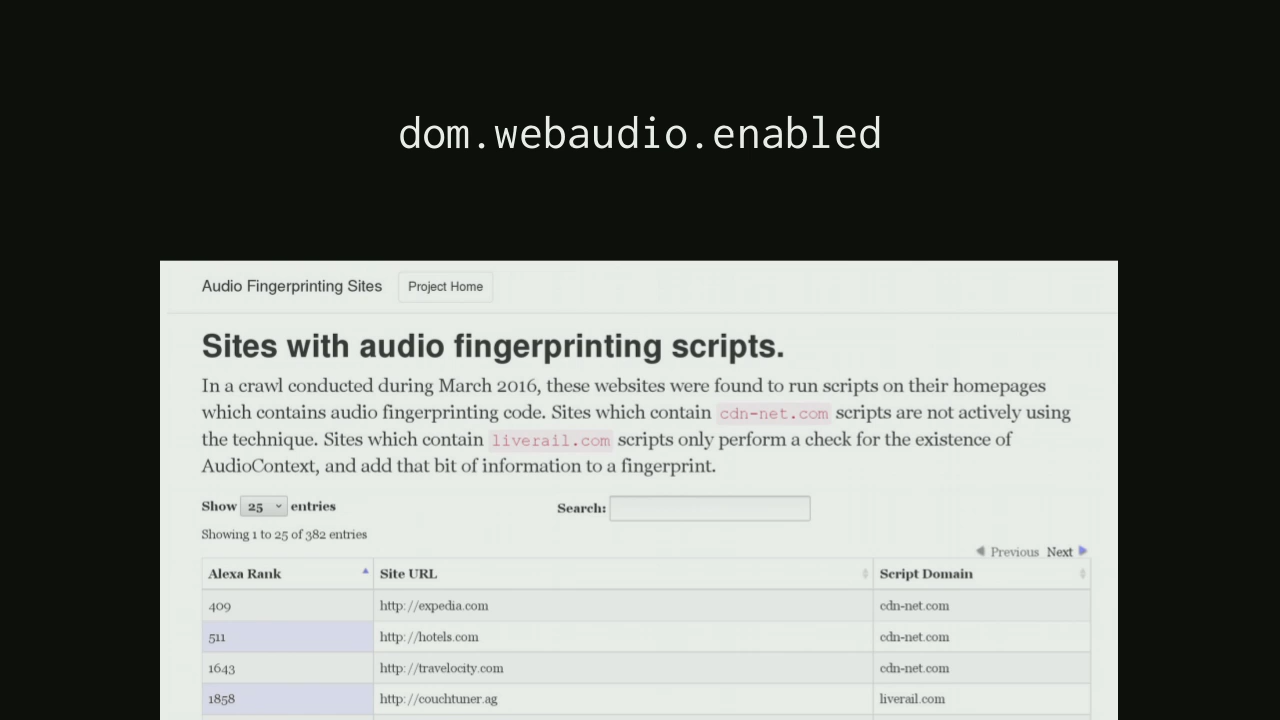 dom.webaudio.enabled
Audio Fingerprinting Sites Project Home
Sites with audio fingerprinting scripts.
In a crawl conducted during March 2016, these websites were found to run scripts on their homepages
which contains audio fingerprinting code. Sites which contain cdn-net.com scripts are not actively using
the technique. Sites which contain liverail.com scripts only perform a check for the existence of
AudioContext, and add that bit of information to a fingerprint.
Show 25 entries Search:
Showing 1 to 25 of 382 entries
Previous Next
Alexa Rank Site URL Script Domain
409 http://expedia.com cdn-net.com
511 http://hotels.com cdn-net.com
1643 http://travelocity.com cdn-net.com
1858 http://couchtuner.ag liverail.com